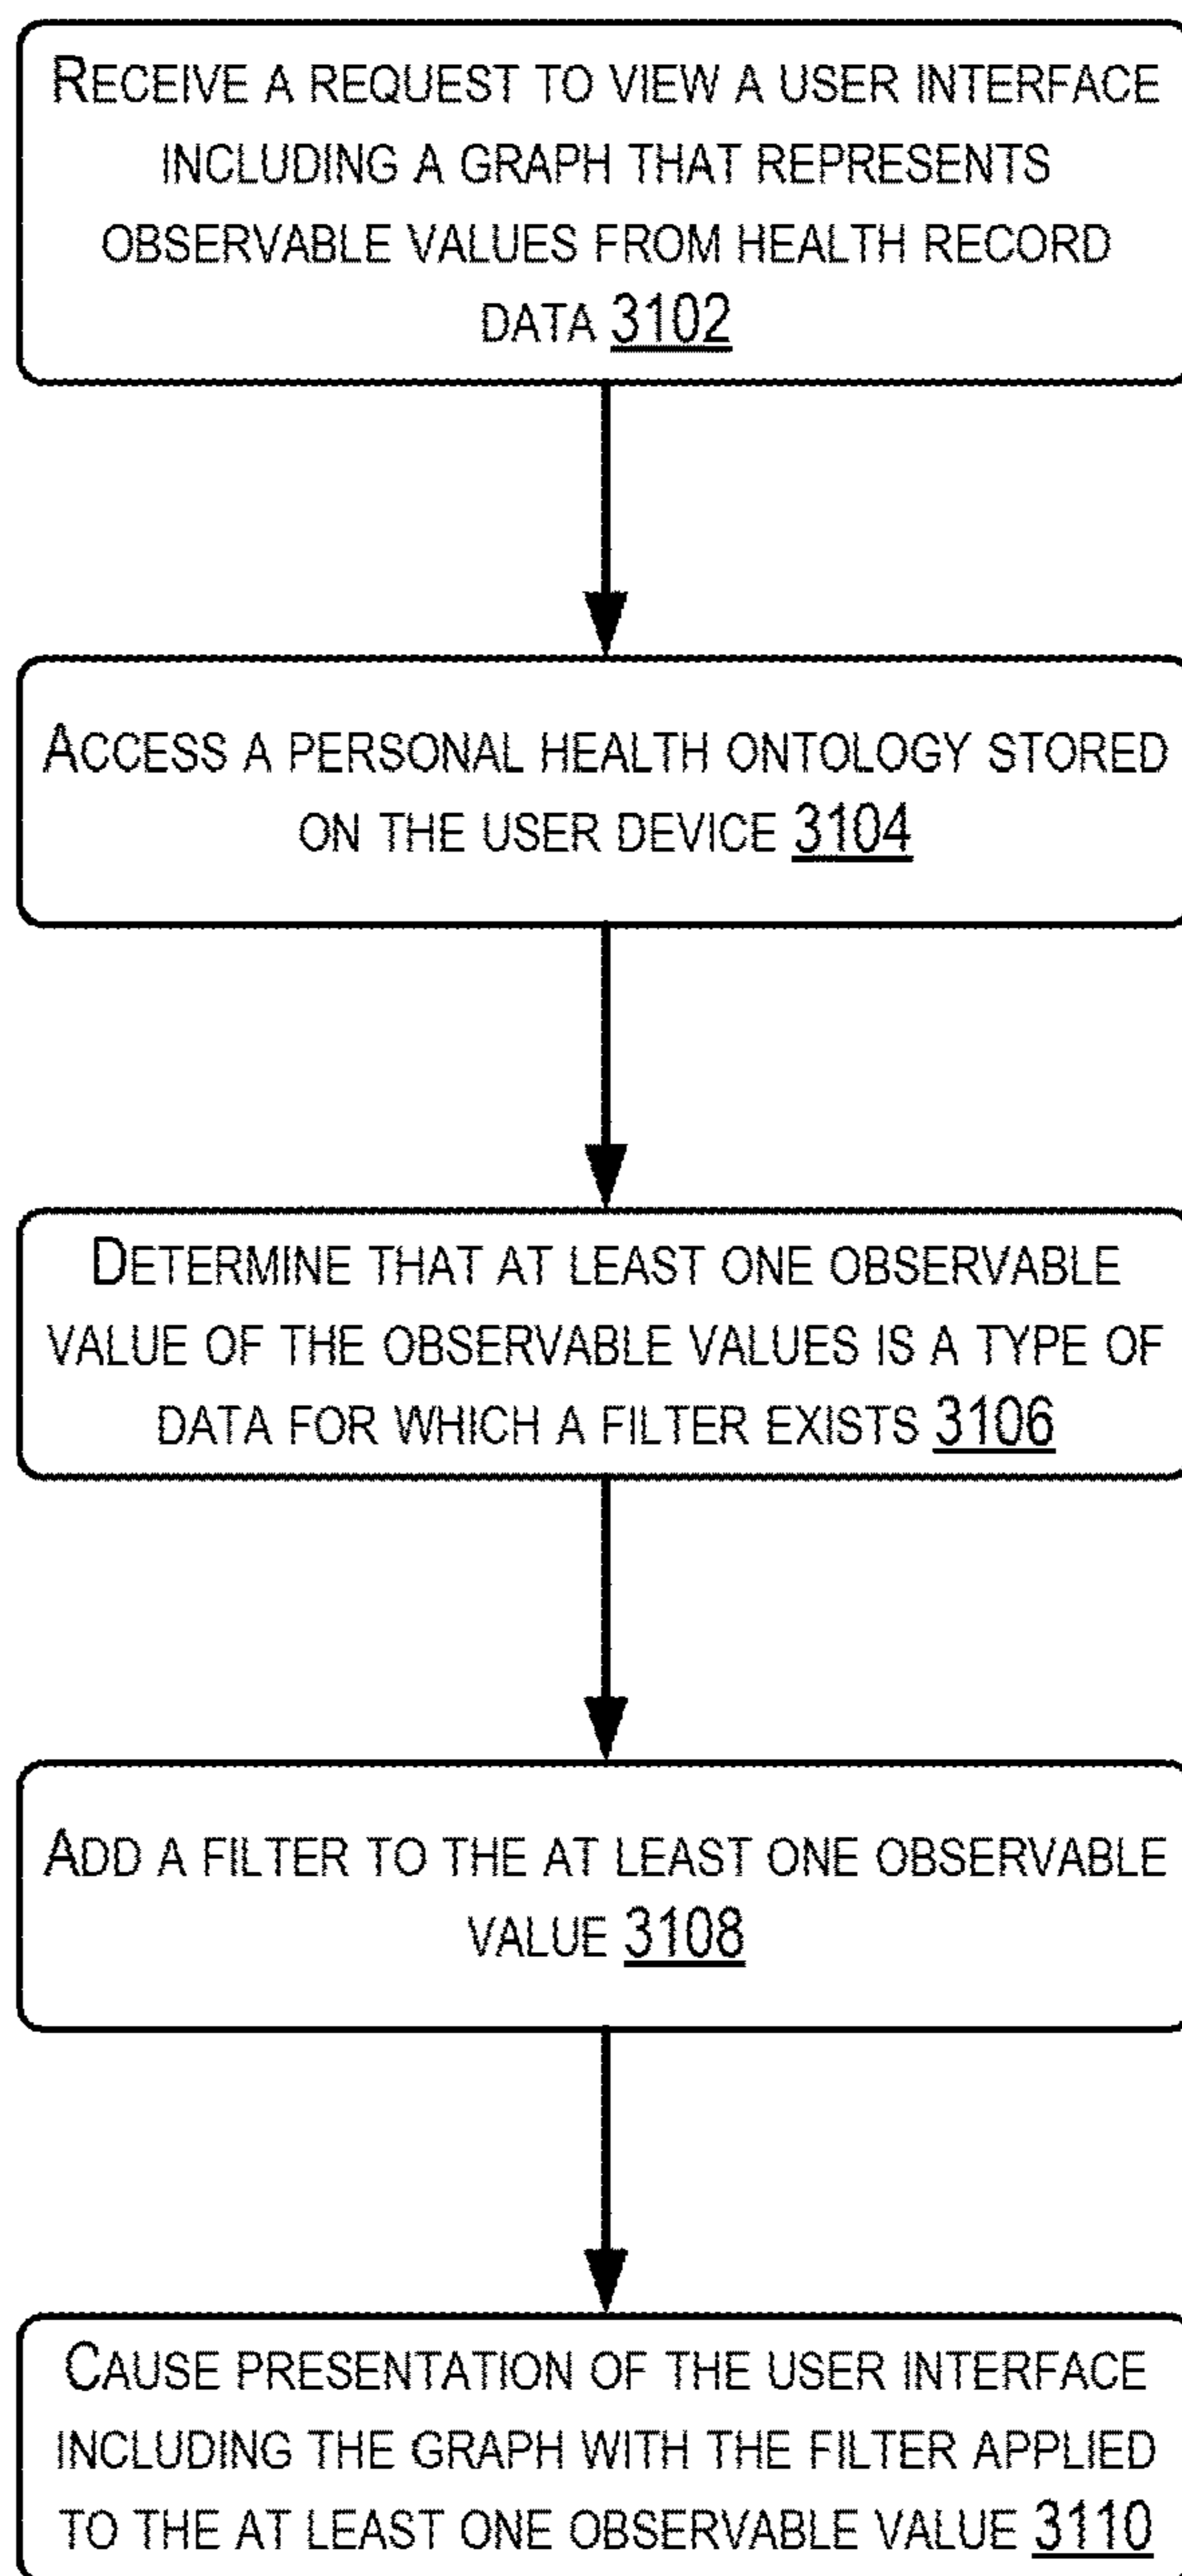 RECEIVE A REQUEST TO VIEW A USER INTERFACE
INCLUDING A GRAPH THAT REPRESENTS
OBSERVABLE VALUES FROM HEALTH RECORD
DATA 3102
ACCESS A PERSONAL HEALTH ONTOLOGY STORED
ON THE USER DEVICE 3104
DETERMINE THAT AT LEAST ONE OBSERVABLE
VALUE OF THE OBSERVABLE VALUES IS A TYPE OF
DATA FOR WHICH A FILTER EXISTS 3106
ADD A FILTER TO THE AT LEAST ONE OBSERVABLE
VALUE 3108
CAUSE PRESENTATION OF THE USER INTERFACE
INCLUDING THE GRAPH WITH THE FILTER APPLIED
TO THE AT LEAST ONE OBSERVABLE VALUE 3110